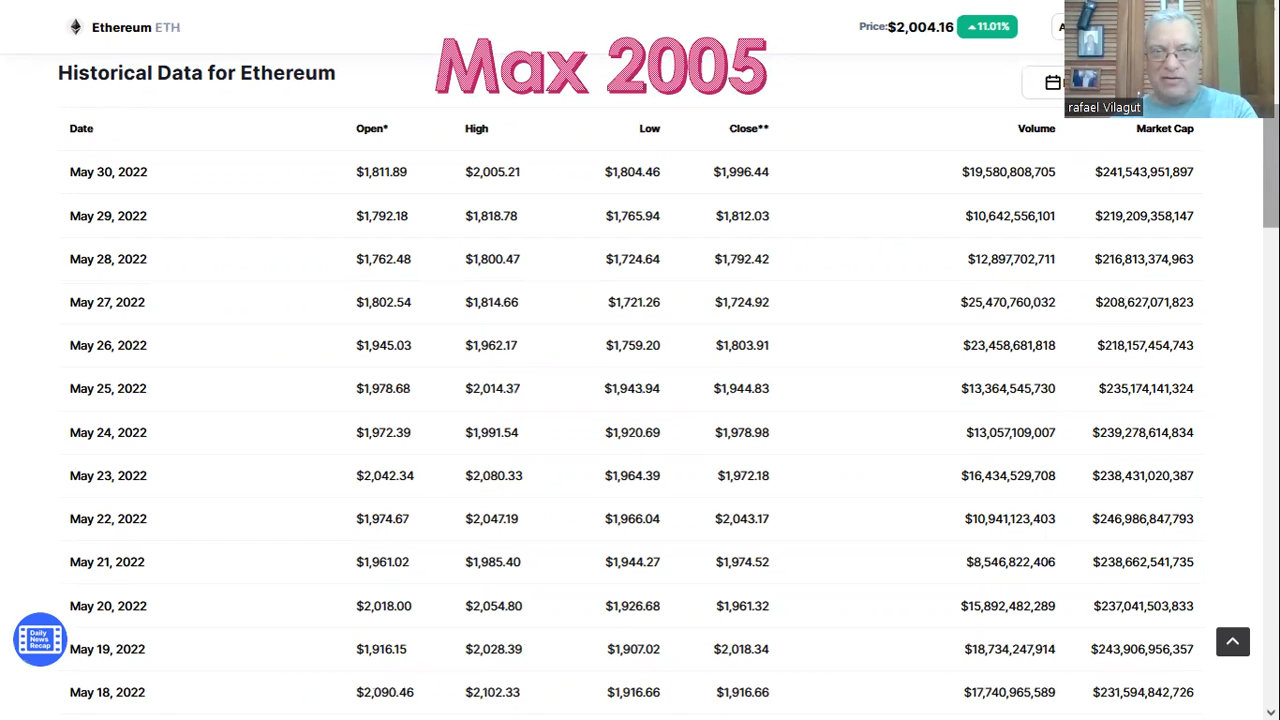 Ethereum ETH
Price:$2,004.16 11.01%
Max 2005
Historical Data for Ethereum
rafael Vilagut
Date Open* High Low Close** Volume Market Cap
May 30, 2022 $1,811.89 $2,005.21 $1,804.46 $1,996.44 $19,580,808,705 $241,543,951,897
May 29, 2022 $1,792.18 $1,818.78 $1,765.94 $1,812.03 $10,642,556,101 $219,209,358,147
May 28, 2022 $1,762.48 $1,800.47 $1,724.64 $1,792.42 $12,897,702,711 $216,813,374,963
May 27, 2022 $1,802.54 $1,814.66 $1,721.26 $1,724.92 $25,470,760,032 $208,627,071,823
May 26, 2022 $1,945.03 $1,962.17 $1,759.20 $1,803.91 $23,458,681,818 $218,157,454,743
May 25, 2022 $1,978.68 $2,014.37 $1,943.94 $1,944.83 $13,364,545,730 $235,174,141,324
May 24, 2022 $1,972.39 $1,991.54 $1,920.69 $1,978.98 $13,057,109,007 $239,278,614,834
May 23, 2022 $2,042.34 $2,080.33 $1,964.39 $1,972.18 $16,434,529,708 $238,431,020,387
May 22, 2022 $1,974.67 $2,047.19 $1,966.04 $2,043.17 $10,941,123,403 $246,986,847,793
May 21, 2022 $1,961.02 $1,985.40 $1,944.27 $1,974.52 $8,546,822,406 $238,662,541,735
May 20, 2022 $2,018.00 $2,054.80 $1,926.68 $1,961.32 $15,892,482,289 $237,041,503,833
Daily
News
Recap
May 19, 2022 $1,916.15 $2,028.39 $1,907.02 $2,018.34 $18,734,247,914 $243,906,956,357
May 18, 2022 $2,090.46 $2,102.33 $1,916.66 $1,916.66 $17,740,965,589 $231,594,842,726